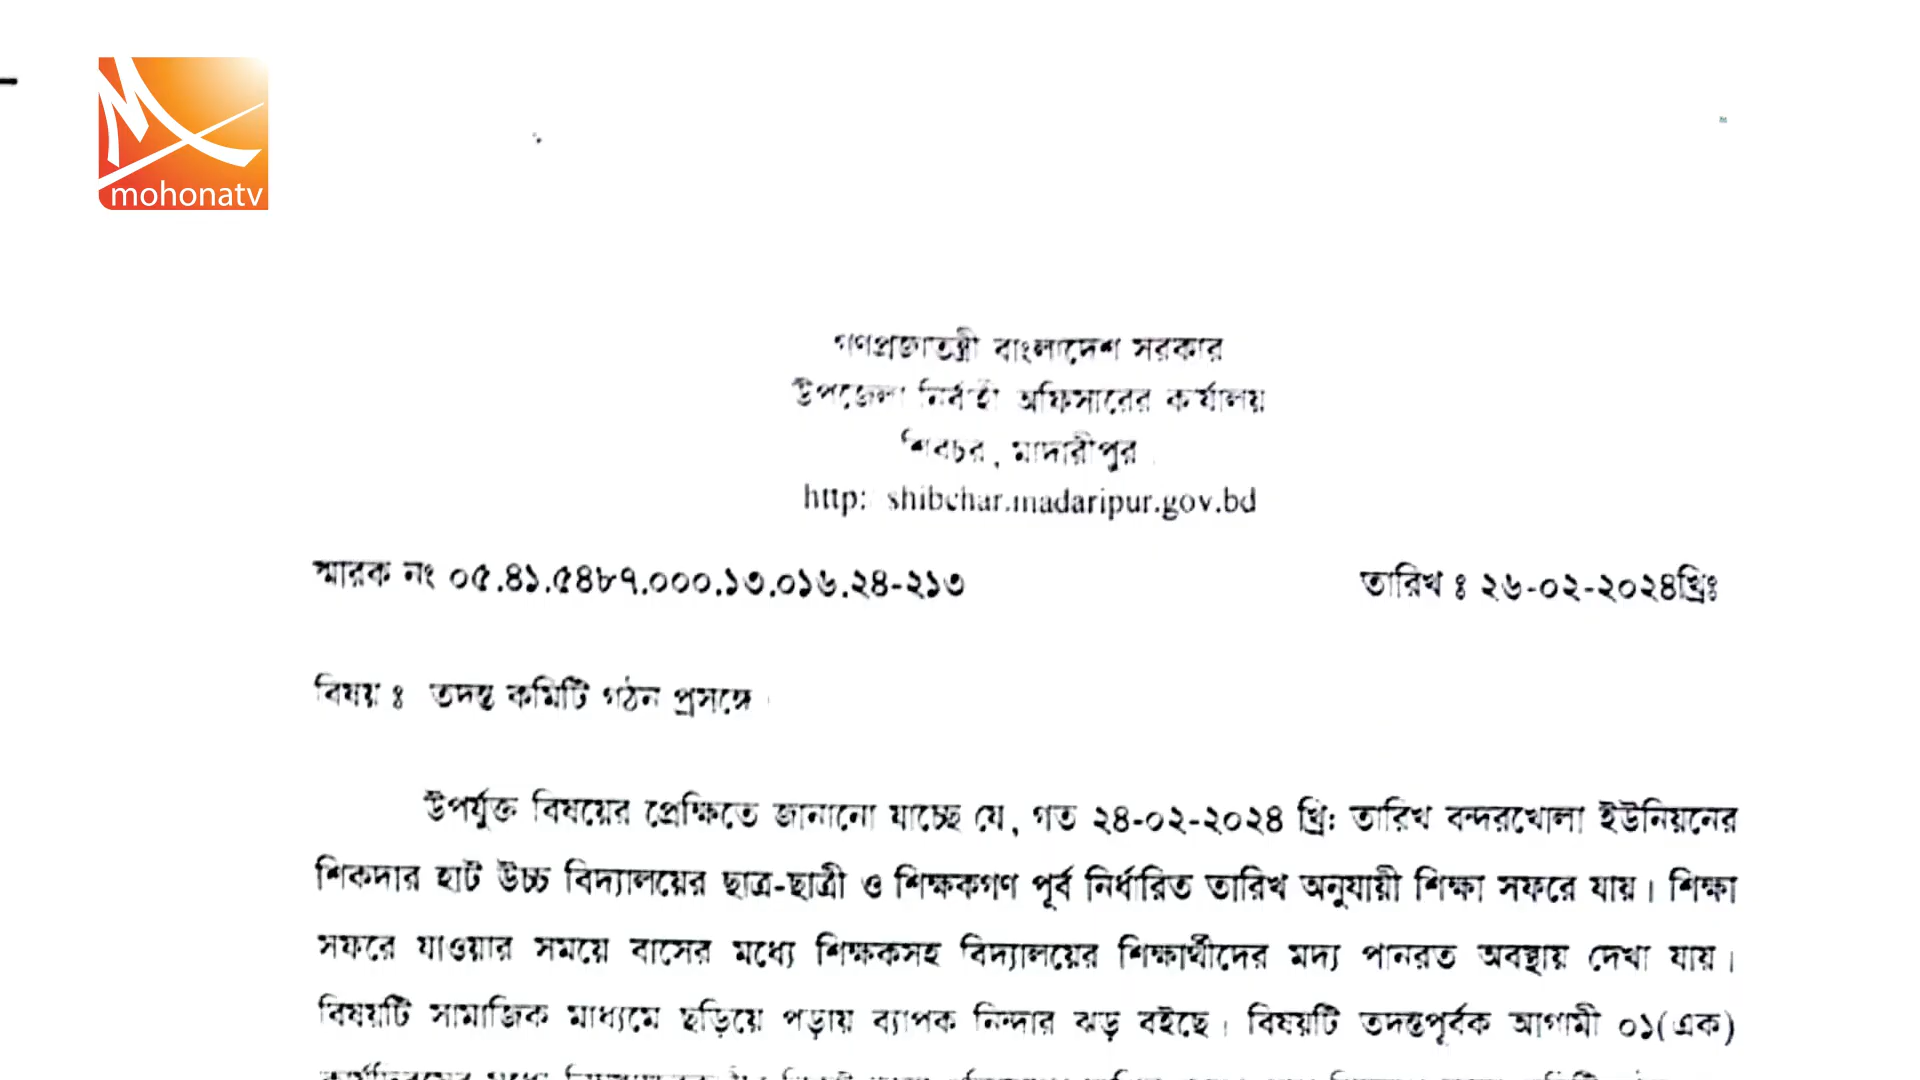 mohonatv
গণপ্রজাতন্ত্রী বাংলাদেশ সরকার
উপজেলা নির্বাহী অফিসারের কার্যালয়
শিবচর, মাদারীপুর
http: shibchar.madaripur.gov.bd
স্মারক নং ০৫.৪১.৫৪৮৭.০০০.১৩.০১৬.২৪-২১৩
তারিখ ঃ ২৬-০২-২০২৪খ্রিঃ
বিষয় ঃ তদন্ত কমিটি গঠন প্রসঙ্গে।
উপর্যুক্ত বিষয়ের প্রেক্ষিতে জানানো যাচ্ছে যে, গত ২৪-০২-২০২৪ খ্রি: তারিখ বন্দরখোলা ইউনিয়নের
শিকদার হাট উচ্চ বিদ্যালয়ের ছাত্র-ছাত্রী ও শিক্ষকগণ পূর্ব নির্ধারিত তারিখ অনুযায়ী শিক্ষা সফরে যায়। শিক্ষা
সফরে যাওয়ার সময়ে বাসের মধ্যে শিক্ষকসহ বিদ্যালয়ের শিক্ষার্থীদের মদ্য পানরত অবস্থায় দেখা যায়।
বিষয়টি সামাজিক মাধ্যমে ছড়িয়ে পড়ায় ব্যাপক নিন্দার ঝড় বইছে। বিষয়টি তদন্তপূর্বক আগামী ০১(এক)